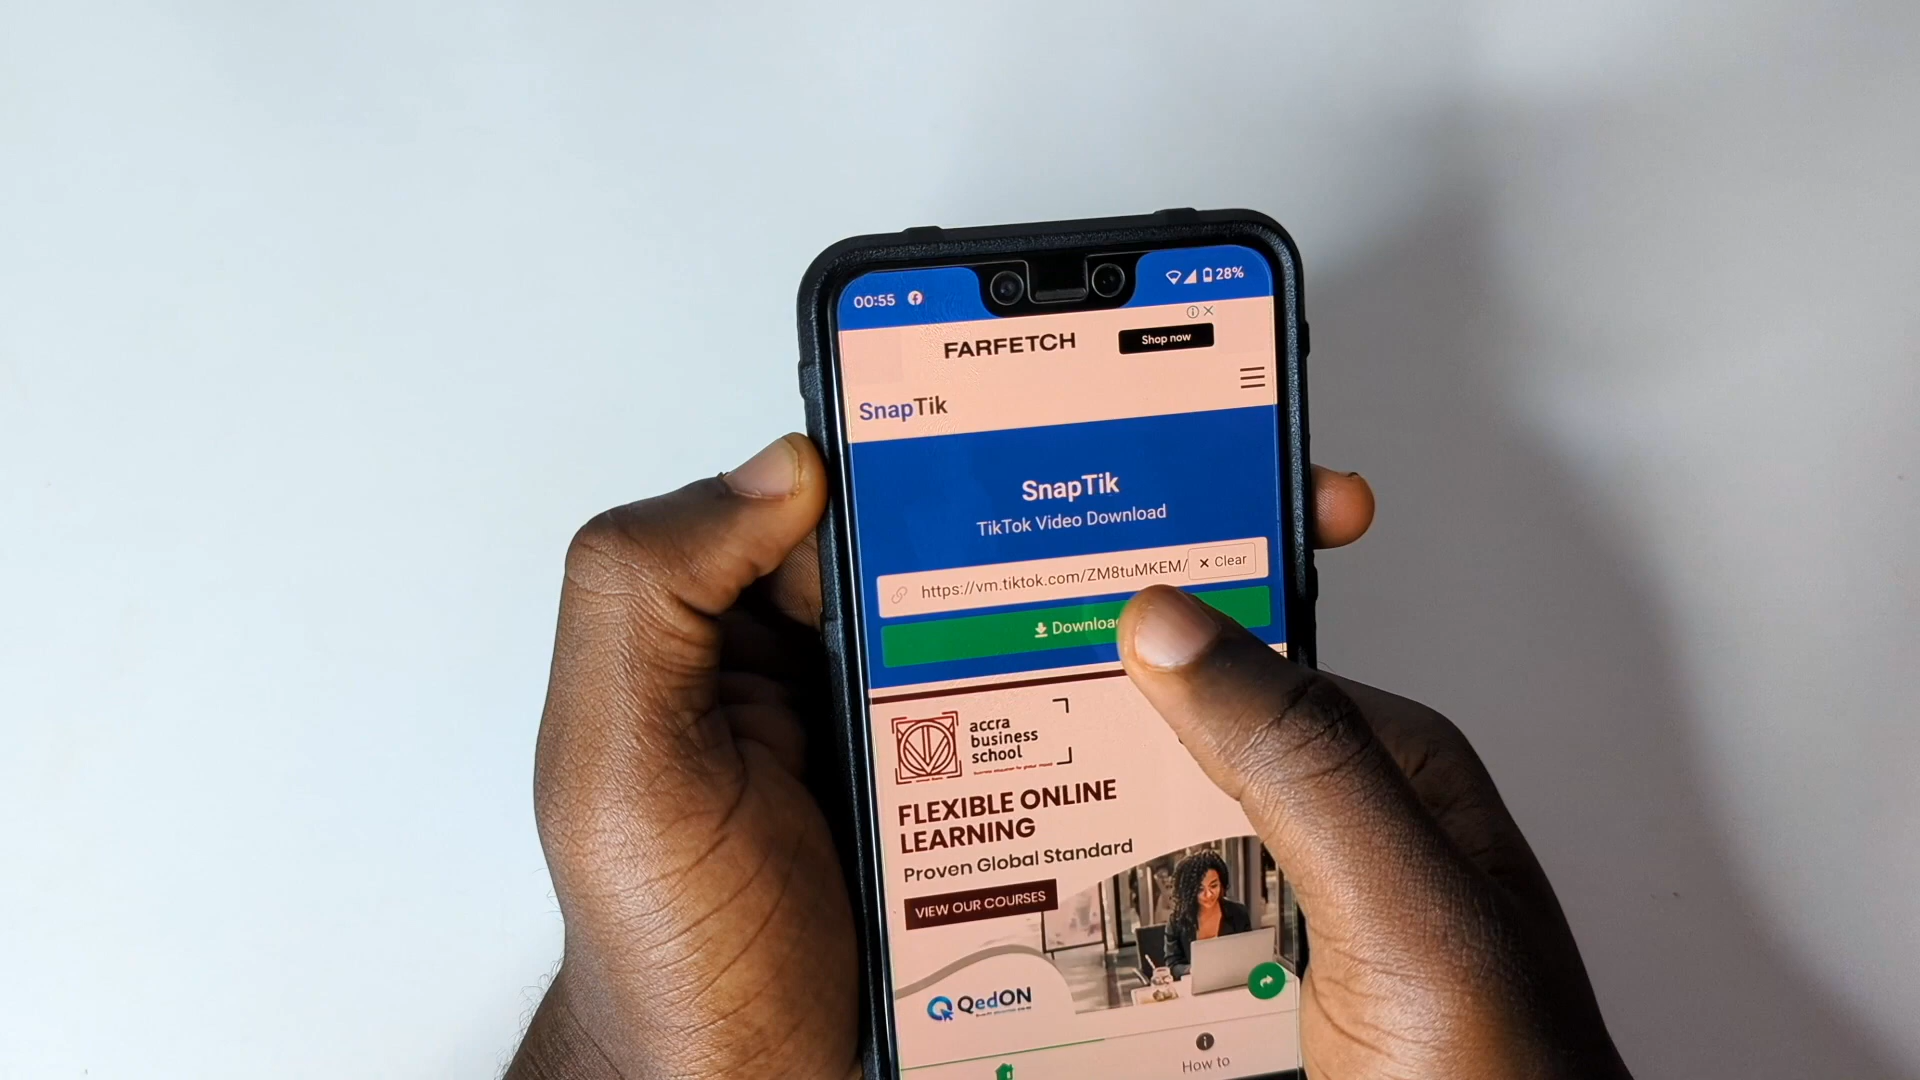 00:55
28%
FARFETCH
Shop now
SnapTik
SnapTik
TikTok Video Download
https://vm.tiktok.com/ZM8tuMKEM/
× Clear
Downloa
accra
business
school
FLEXIBLE ONLINE
LEARNING
Proven Global Standard
VIEW OUR COURSES
QedON
How to